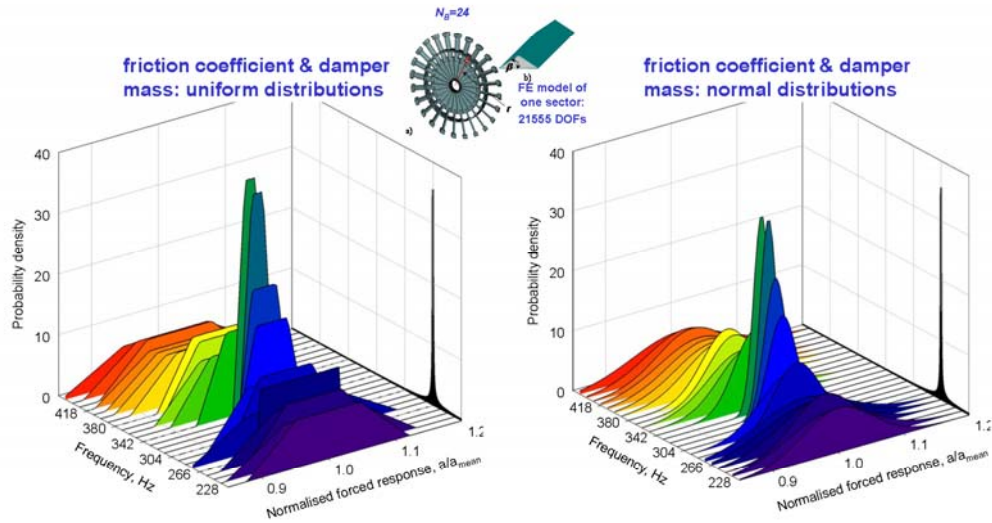 N_B=24
friction coefficient & damper
mass: uniform distributions
β
b)
FE model of
one sector:
21555 DOFs
r
a)
friction coefficient & damper
mass: normal distributions
40
30
20
10
0
Probability density
418
380
342
304
266
228
Frequency, Hz
0.9
1.0
1.1
1.2
Normalised forced response, a/a_mean
40
30
20
10
0
Probability density
418
380
342
304
266
228
Frequency, Hz
0.9
1.0
1.1
1.2
Normalised forced response, a/a_mean